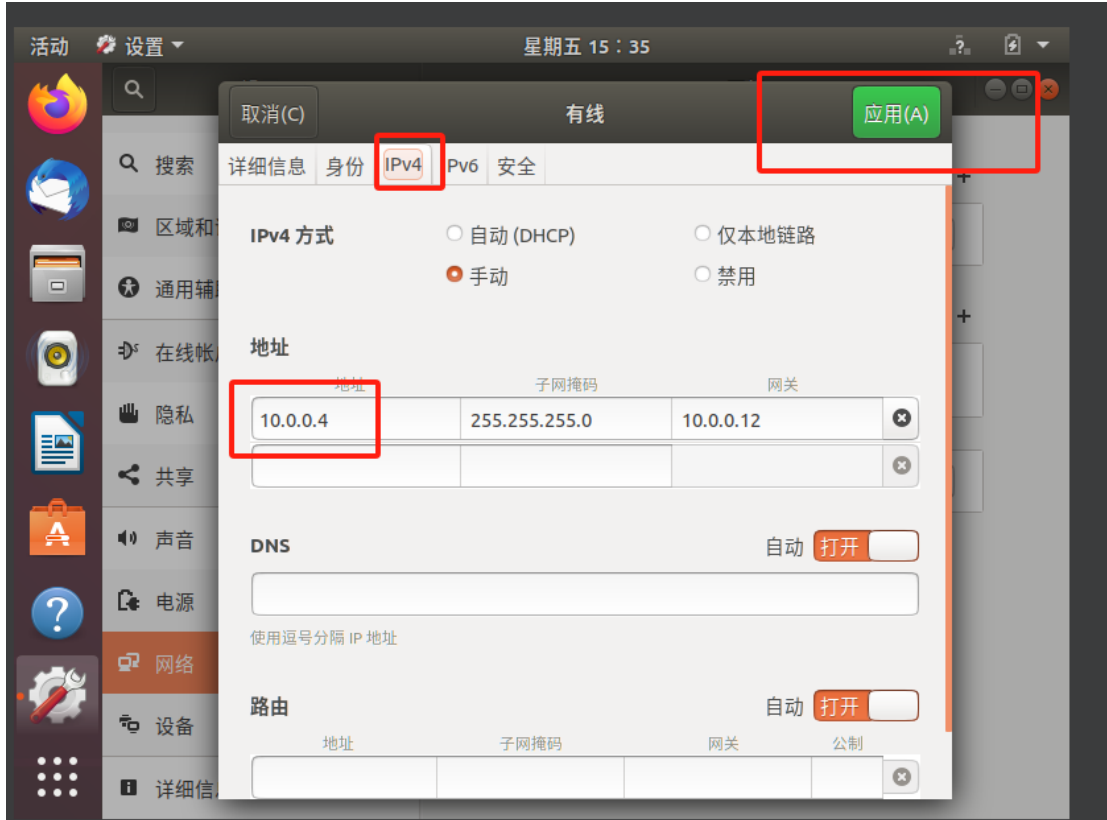 活动 设置 星期五 15：35 ?
取消(C) 有线 应用(A)
详细信息 身份 IPv4 Pv6 安全
搜索
区域和
通用辅
在线帐
隐私
共享
声音
电源
网络
设备
详细信
IPv4 方式 自动 (DHCP) 仅本地链路
手动 禁用
地址
地址 子网掩码 网关
10.0.0.4 255.255.255.0 10.0.0.12
DNS 自动 打开
使用逗号分隔 IP 地址
路由 自动 打开
地址 子网掩码 网关 公制